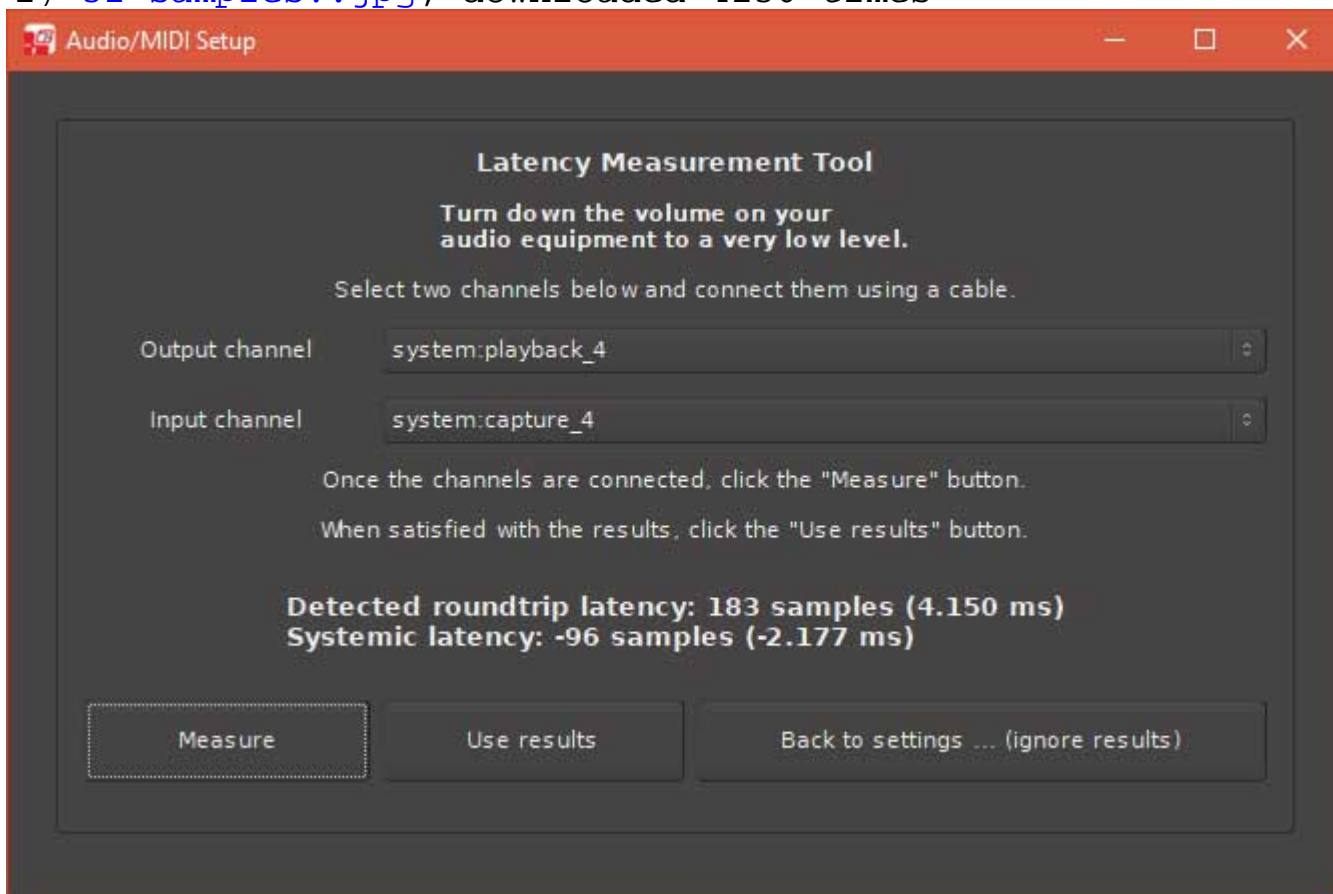 Audio/MIDI Setup
Latency Measurement Tool
Turn down the volume on your
audio equipment to a very low level.
Select two channels below and connect them using a cable.
Output channel system:playback_4
Input channel system:capture_4
Once the channels are connected, click the "Measure" button.
When satisfied with the results, click the "Use results" button.
Detected roundtrip latency: 183 samples (4.150 ms)
Systemic latency: -96 samples (-2.177 ms)
Measure Use results Back to settings ... (ignore results)